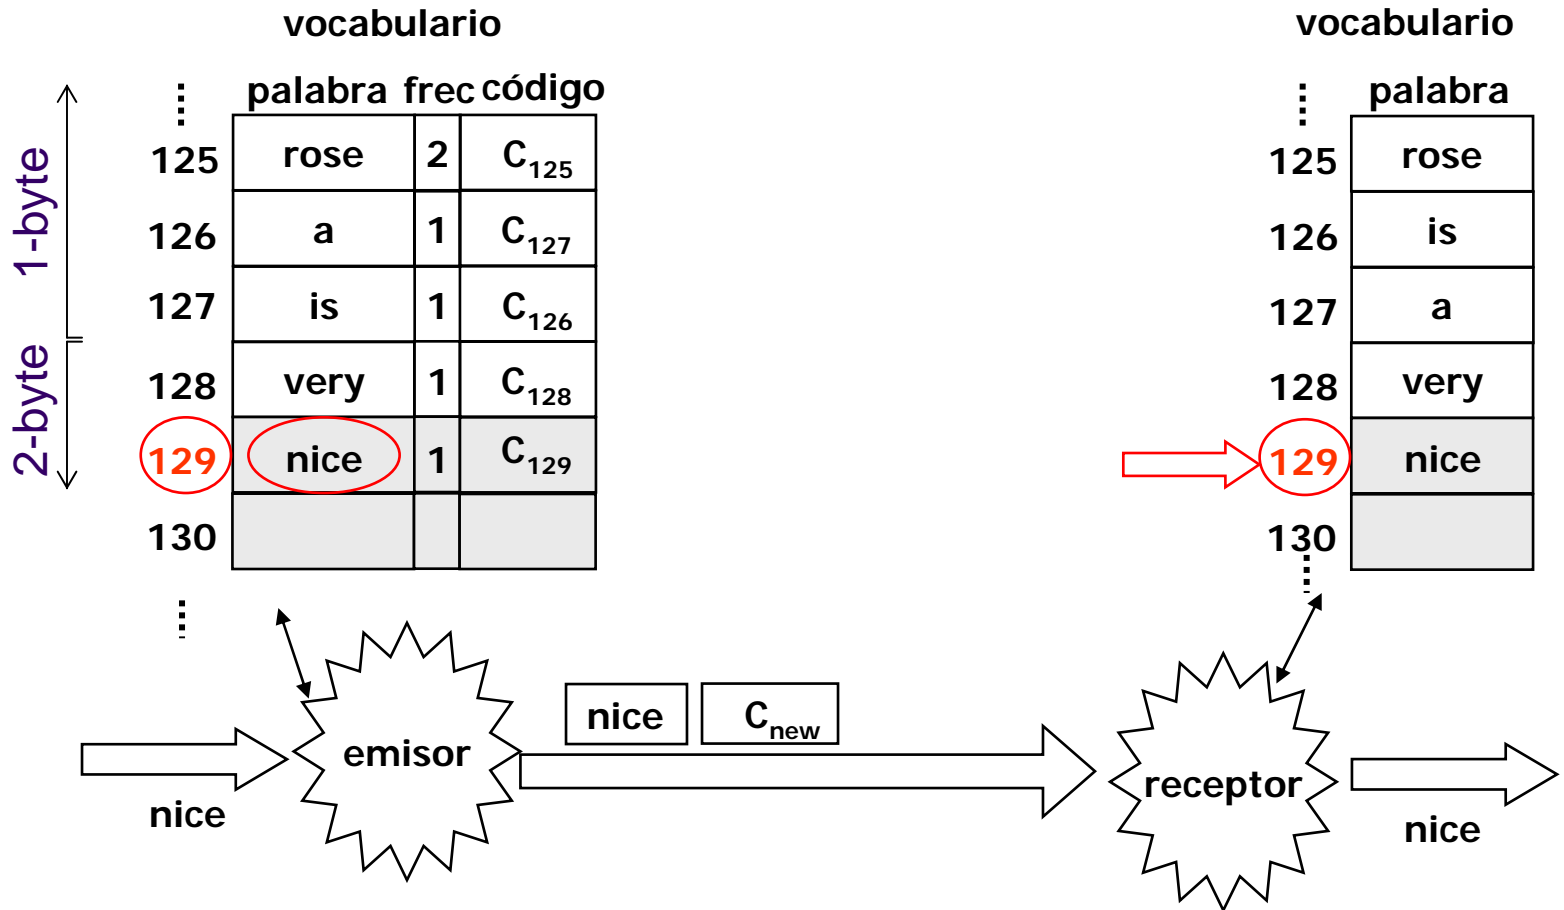 vocabulario
palabra frec código
125 rose 2 C125
126 a 1 C127
127 is 1 C126
128 very 1 C128
129 nice 1 C129
130
1-byte
2-byte
vocabulario
palabra
125 rose
126 is
127 a
128 very
129 nice
130
nice
emisor
nice Cnew
receptor
nice